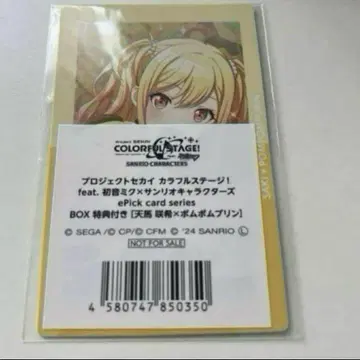 PROJECT SEKAI
COLORFUL STAGE!
SANRIO CHARACTERS
プロジェクトセカイ カラフルステージ!
feat. 初音ミク×サンリオキャラクターズ
ePick card series
BOX 特典付き [天馬 咲希×ポムポムプリン]
© SEGA /© CP/© CFM © '24 SANRIO Ⓛ
NOT FOR SALE
4 580747 850350